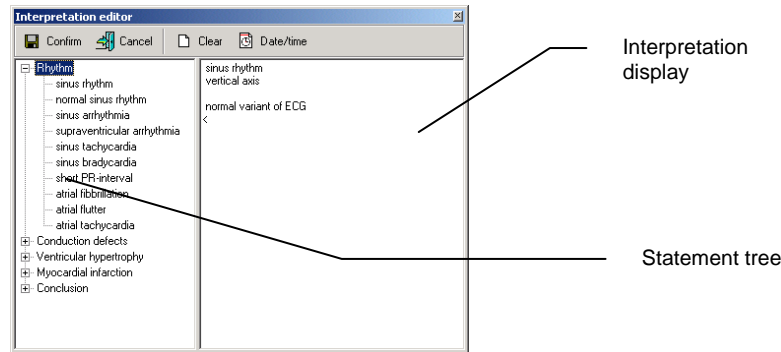 Interpretation editor
Confirm Cancel Clear Date/time
Rhythm
sinus rhythm
normal sinus rhythm
sinus arrhythmia
supraventricular arrhythmia
sinus tachycardia
sinus bradycardia
short PR-interval
atrial fibbrillation
atrial flutter
atrial tachycardia
Conduction defects
Ventricular hypertrophy
Myocardial infarction
Conclusion
sinus rhythm
vertical axis
normal variant of ECG
<
Interpretation
display
Statement tree